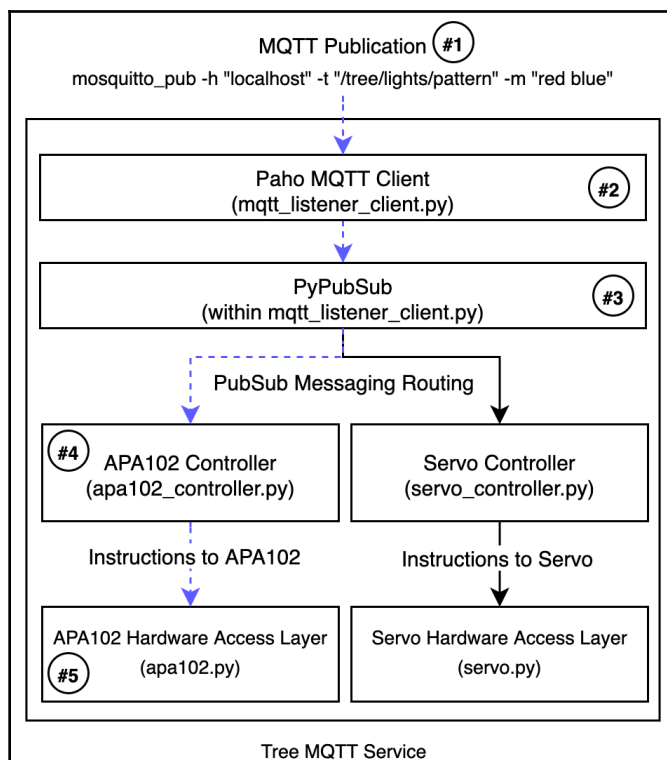 MQTT Publication #1
mosquitto_pub -h "localhost" -t "/tree/lights/pattern" -m "red blue"
Paho MQTT Client
(mqtt_listener_client.py)
#2
PyPubSub
(within mqtt_listener_client.py)
#3
PubSub Messaging Routing
#4
APA102 Controller
(apa102_controller.py)
Servo Controller
(servo_controller.py)
Instructions to APA102
Instructions to Servo
APA102 Hardware Access Layer
(apa102.py)
#5
Servo Hardware Access Layer
(servo.py)
Tree MQTT Service